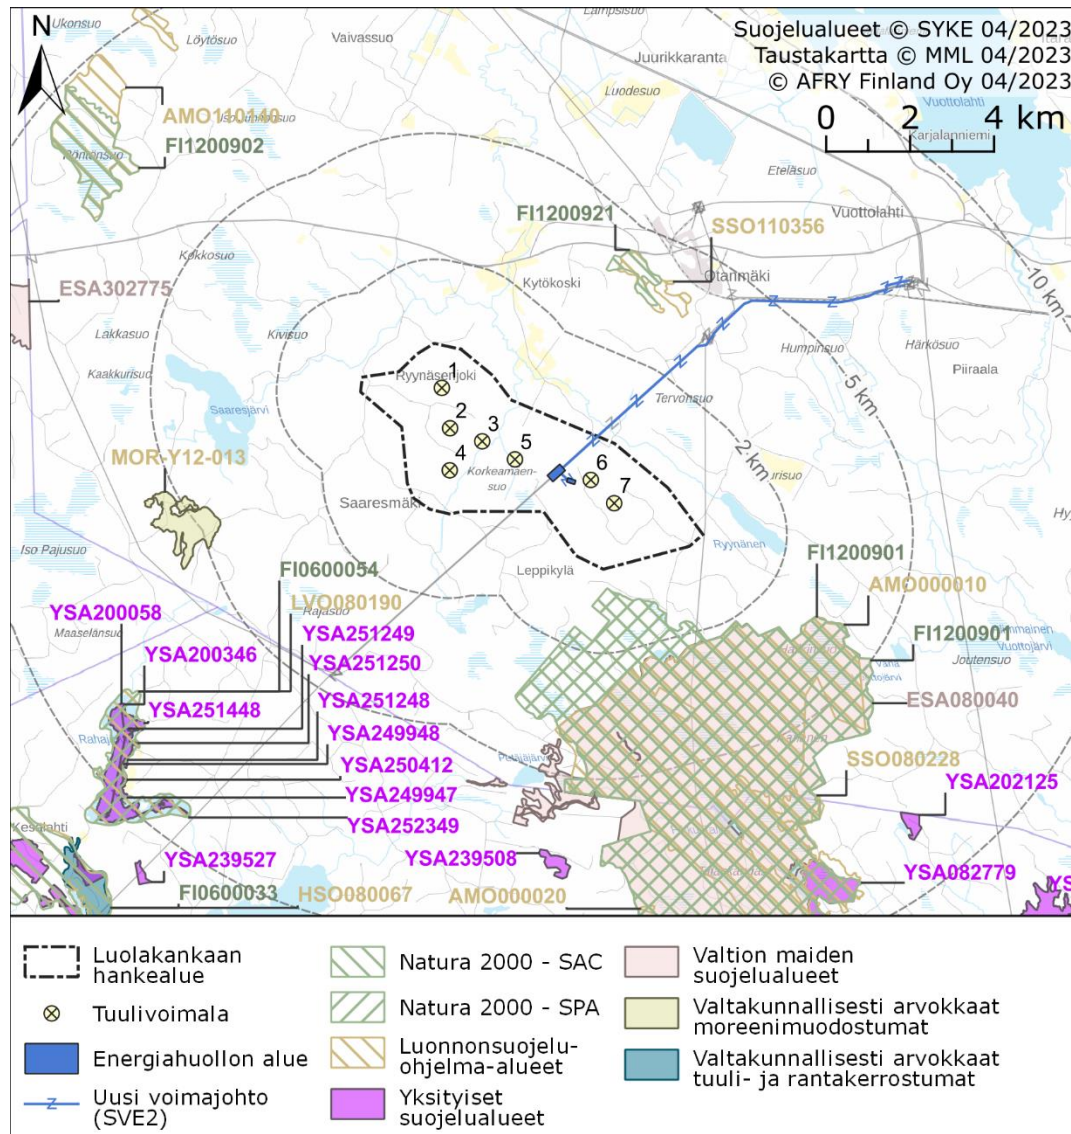 N
Suojelualueet © SYKE 04/2023
Taustakartta © MML 04/2023
© AFRY Finland Oy 04/2023
0 2 4 km
Ukonsuo
Löytösuo
Vaivassuo
Lampsisuo
Juurikkaranta
Luodesuo
Vuottolahti
Karjalanniemi
AMO110140
FI1200902
Eteläsuo
FI1200921
SSO110356
Vuottolahti
Kokkosuo
Kytökoski
Otanmäki
10 km
ESA302775
Lakkasuo
Kivisuo
Kaakkurisuo
Saaresjärvi
Humpinsuo
Härkösuo
Piiraala
5 km
Tervonsuo
1
Ryynäsenjoki
2
3
4
5
6
7
Korkeamaen-
suo
2 km
MOR-Y12-013
Saaresmäki
Iso Pajusuo
Ryynänen
Leppikylä
FI0600054
FI1200901
AMO000010
YSA200058
LVO080190
Rajasuo
Maaselänsuo
YSA251249
YSA200346
YSA251250
FI1200901
Joutensuo
YSA251448
YSA251248
ESA080040
YSA249948
YSA250412
SSO080228
YSA249947
YSA202125
YSA252349
YSA239527
YSA239508
YSA082779
FI0600033
HSO080067
AMO000020
Luolakankaan
hankealue
Tuulivoimala
Energiahuollon alue
Uusi voimajohto
(SVE2)
Natura 2000 - SAC
Natura 2000 - SPA
Luonnonsuojelu-
ohjelma-alueet
Yksityiset
suojelualueet
Valtion maiden
suojelualueet
Valtakunnallisesti arvokkaat
moreenimuodostumat
Valtakunnallisesti arvokkaat
tuuli- ja rantakerrostumat